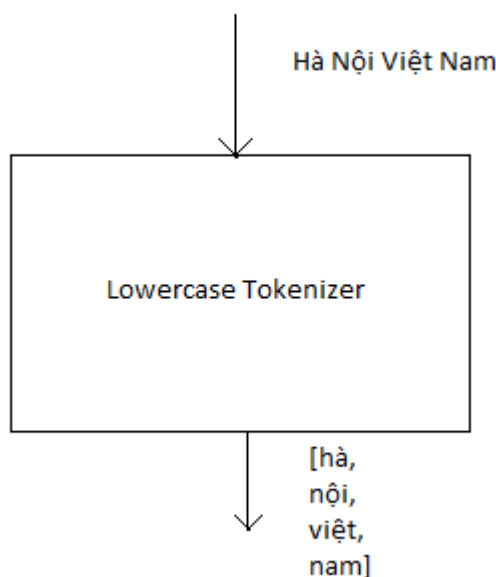 Hà Nội Việt Nam
Lowercase Tokenizer
[hà,
nội,
việt,
nam]